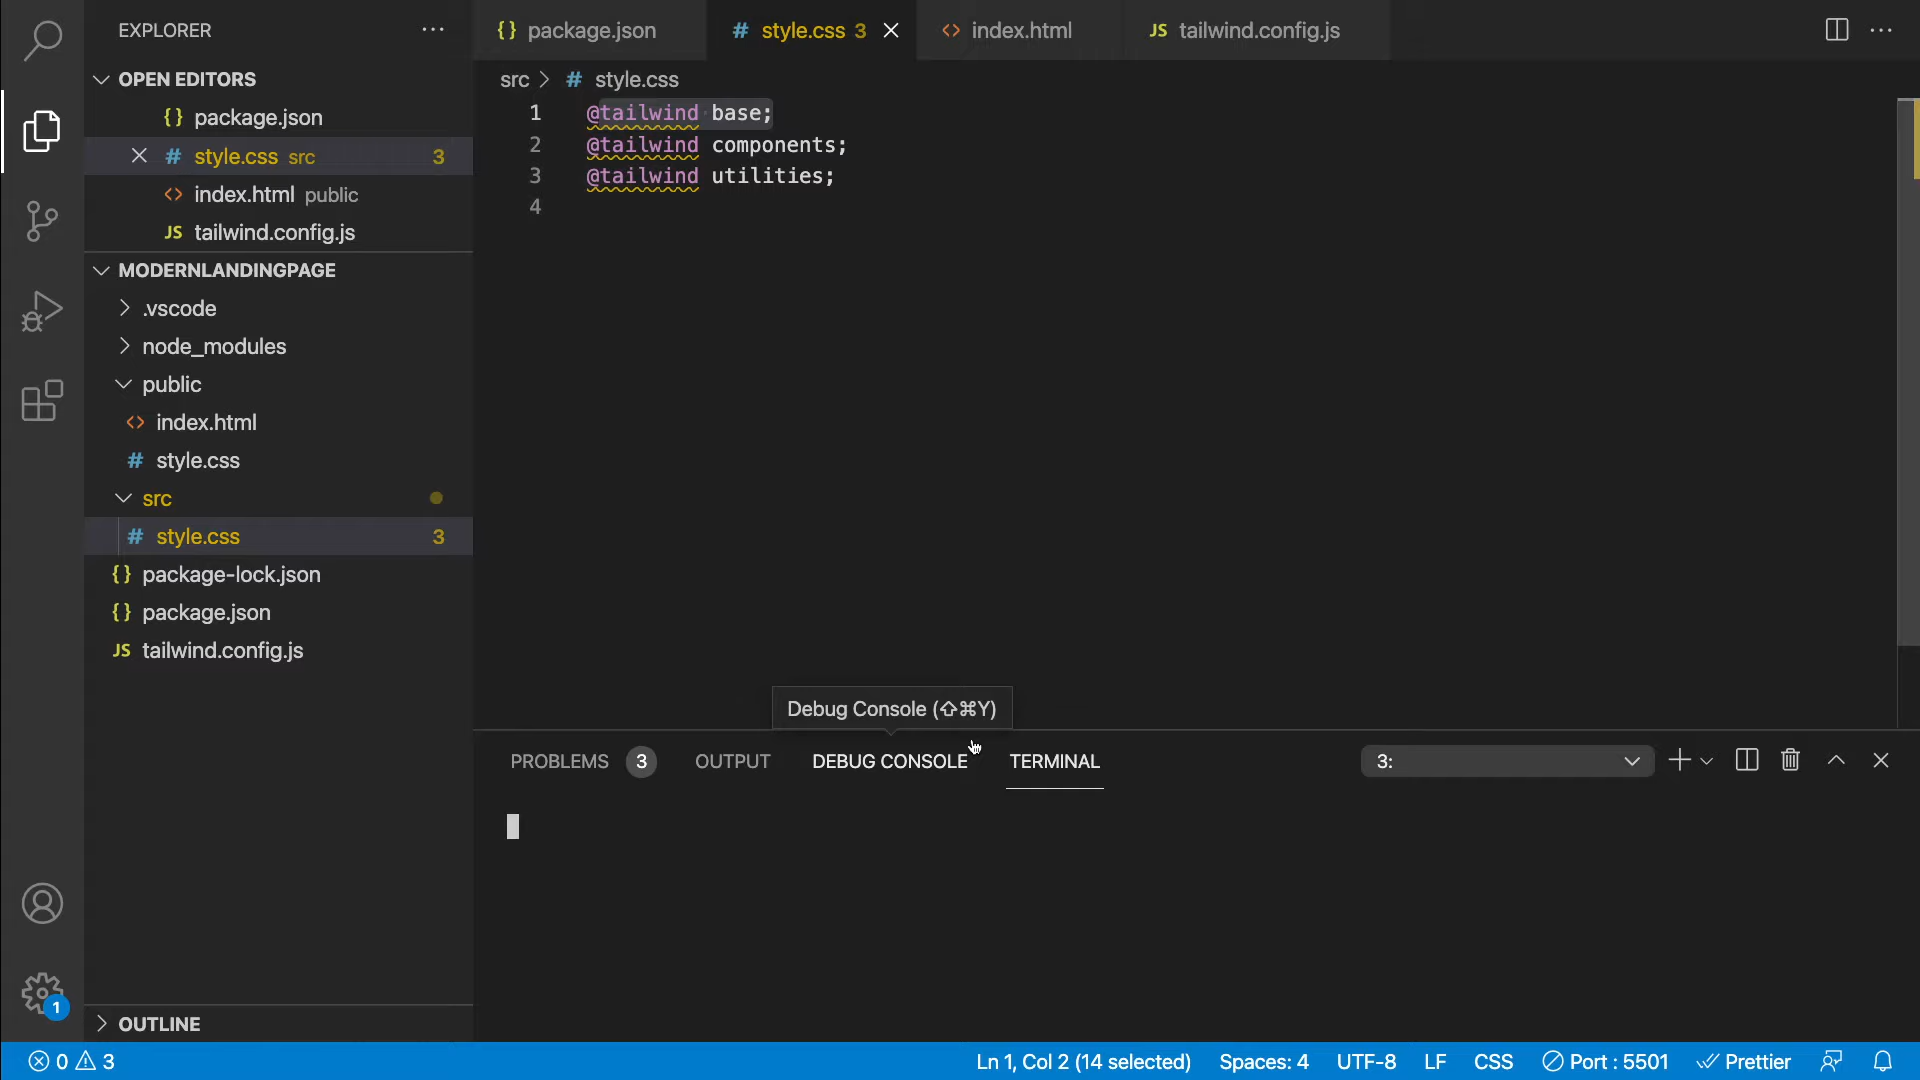 EXPLORER
OPEN EDITORS
{} package.json
# style.css src 3
<> index.html public
JS tailwind.config.js
MODERNLANDINGPAGE
.vscode
node_modules
public
<> index.html
# style.css
src
# style.css 3
{} package-lock.json
{} package.json
JS tailwind.config.js
OUTLINE
1
{} package.json
# style.css 3
<> index.html
JS tailwind.config.js
src > # style.css
1 @tailwind base;
2 @tailwind components;
3 @tailwind utilities;
4
Debug Console (⇧⌘Y)
PROBLEMS 3 OUTPUT DEBUG CONSOLE TERMINAL 3:
0 3 Ln 1, Col 2 (14 selected) Spaces: 4 UTF-8 LF CSS Port : 5501 Prettier